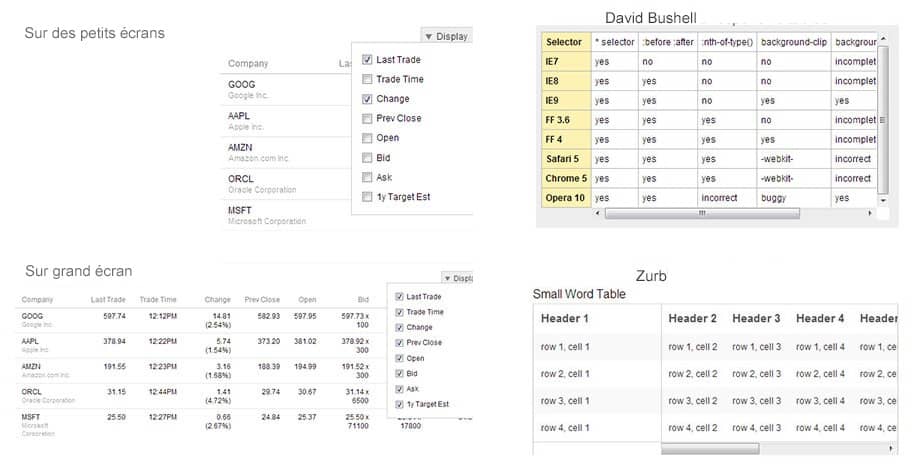 Sur des petits écrans
Display
Company
Las
GOOG
Google Inc.
AAPL
Apple Inc.
AMZN
Amazon.com Inc.
ORCL
Oracle Corporation
MSFT
Microsoft Corporation
Last Trade
Trade Time
Change
Prev Close
Open
Bid
Ask
1y Target Est
David Bushell
Selector * selector :before :after :nth-of-type() background-clip backgroun
IE7 yes no no no incomplet
IE8 yes yes no no incomplet
IE9 yes yes no yes yes
FF 3.6 yes yes yes no incomplet
FF 4 yes yes yes yes incomplet
Safari 5 yes yes yes -webkit- incorrect
Chrome 5 yes yes yes -webkit- incorrect
Opera 10 yes yes incorrect buggy yes
Sur grand écran
Displa
Company Last Trade Trade Time Change Prev Close Open Bid
GOOG 597.74 12:12PM 14.81 582.93 597.95 597.73 x
Google Inc. (2.54%) 100
AAPL 378.94 12:22PM 5.74 373.20 381.02 378.92 x
Apple Inc. (1.54%) 300
AMZN 191.55 12:23PM 3.16 188.39 194.99 191.52 x
Amazon.com Inc. (1.68%) 300
ORCL 31.15 12:44PM 1.41 29.74 30.67 31.14 x
Oracle Corporation (4.72%) 6500
MSFT 25.50 12:27PM 0.66 24.84 25.37 25.50 x
Microsoft (2.67%) 71100 17800
Corporation
Last Trade
Trade Time
Change
Prev Close
Open
Bid
Ask
1y Target Est
Zurb
Small Word Table
Header 1 Header 2 Header 3 Header 4 Header
row 1, cell 1 row 1, cell 2 row 1, cell 3 row 1, cell 4 row 1, ce
row 2, cell 1 row 2, cell 2 row 2, cell 3 row 2, cell 4 row 2, ce
row 3, cell 1 row 3, cell 2 row 3, cell 3 row 3, cell 4 row 3, ce
row 4, cell 1 row 4, cell 2 row 4, cell 3 row 4, cell 4 row 4, ce